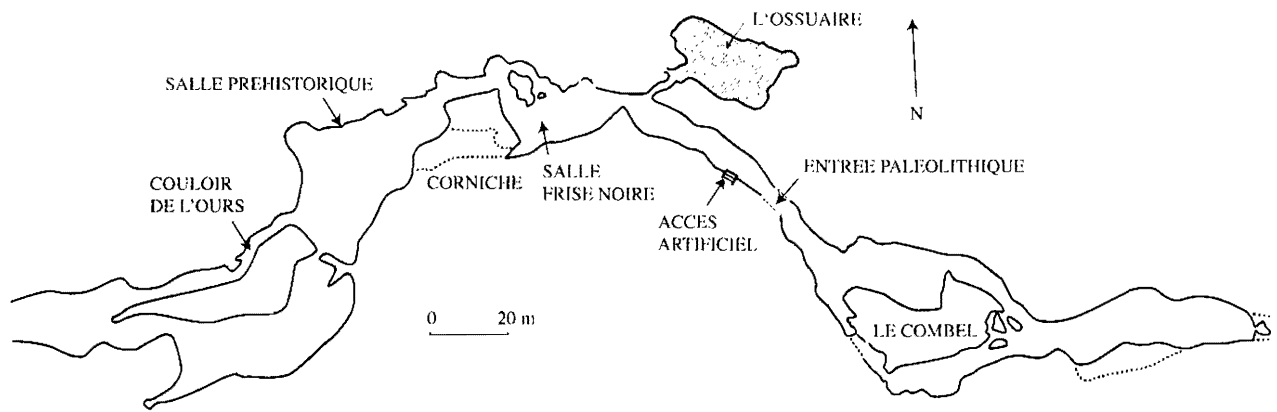 L'OSSUAIRE
SALLE PREHISTORIQUE
N
COULOIR
DE L'OURS
CORNICHE
SALLE
FRISE NOIRE
ENTREE PALEOLITHIQUE
ACCES
ARTIFICIEL
0 20 m
LE COMBEL